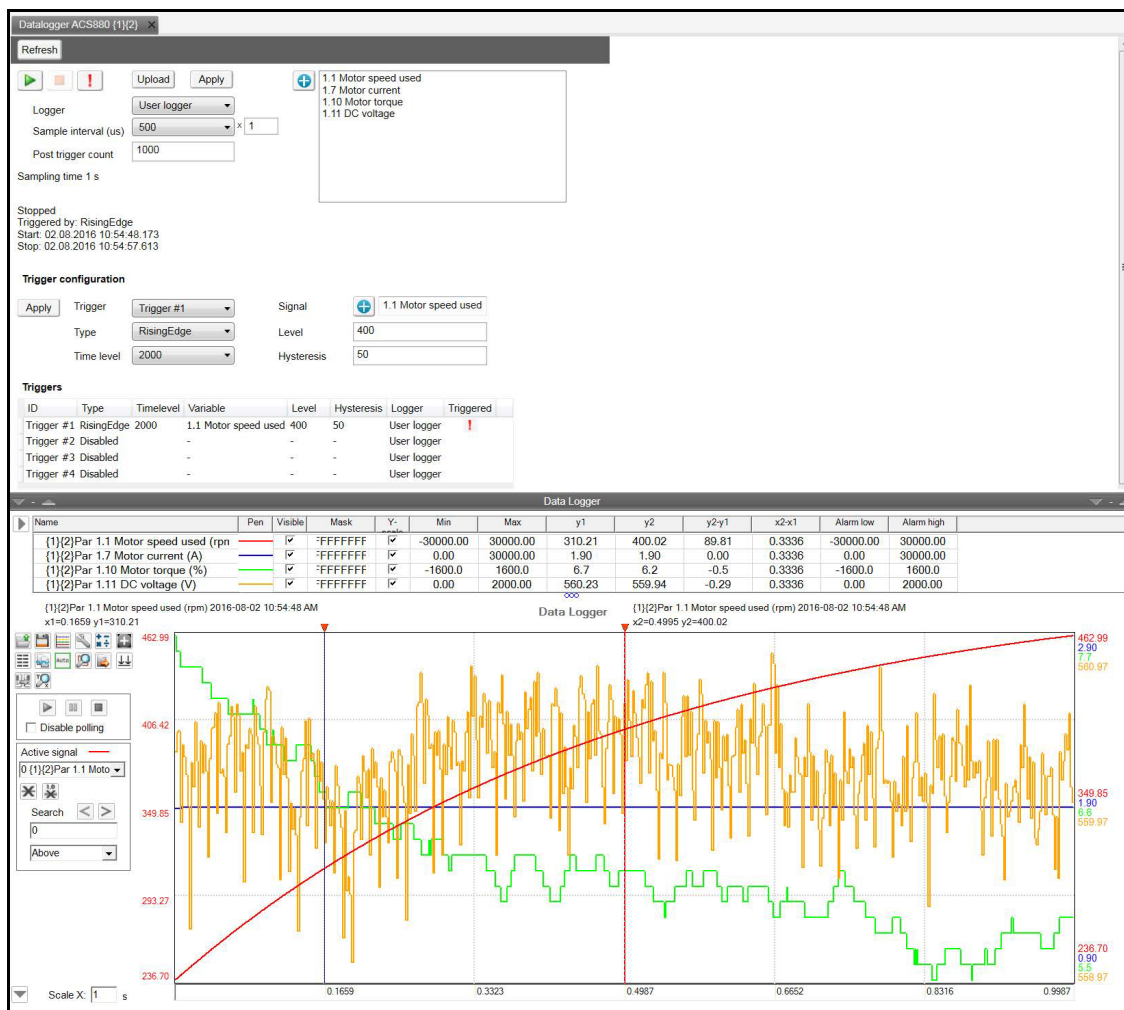 Datalogger ACS880 {1}{2} ×
Refresh
Upload Apply
Logger User logger
Sample interval (us) 500 x 1
Post trigger count 1000
Sampling time 1 s
1.1 Motor speed used
1.7 Motor current
1.10 Motor torque
1.11 DC voltage
Stopped
Triggered by: RisingEdge
Start: 02.08.2016 10:54:48.173
Stop: 02.08.2016 10:54:57.613
Trigger configuration
Apply Trigger Trigger #1 Signal 1.1 Motor speed used
Type RisingEdge Level 400
Time level 2000 Hysteresis 50
Triggers
ID Type Timelevel Variable Level Hysteresis Logger Triggered
Trigger #1 RisingEdge 2000 1.1 Motor speed used 400 50 User logger !
Trigger #2 Disabled - - - User logger
Trigger #3 Disabled - - - User logger
Trigger #4 Disabled - - - User logger
Data Logger
Name Pen Visible Mask Y- Min Max y1 y2 y2-y1 x2-x1 Alarm low Alarm high
{1}{2}Par 1.1 Motor speed used (rpn FFFFFFF -30000.00 30000.00 310.21 400.02 89.81 0.3336 -30000.00 30000.00
{1}{2}Par 1.7 Motor current (A) FFFFFFF 0.00 30000.00 1.90 1.90 0.00 0.3336 0.00 30000.00
{1}{2}Par 1.10 Motor torque (%) FFFFFFF -1600.0 1600.0 6.7 6.2 -0.5 0.3336 -1600.0 1600.0
{1}{2}Par 1.11 DC voltage (V) FFFFFFF 0.00 2000.00 560.23 559.94 -0.29 0.3336 0.00 2000.00
{1}{2}Par 1.1 Motor speed used (rpm) 2016-08-02 10:54:48 AM
x1=0.1659 y1=310.21
Data Logger
{1}{2}Par 1.1 Motor speed used (rpm) 2016-08-02 10:54:48 AM
x2=0.4995 y2=400.02
Auto
Disable polling
Active signal
0 {1}{2}Par 1.1 Moto
Search < >
0
Above
462.99
406.42
349.85
293.27
236.70
462.99
2.90
7.7
560.97
349.85
1.90
6.6
559.97
236.70
0.90
5.5
558.97
Scale X: 1 s
0.1659 0.3323 0.4987 0.6652 0.8316 0.9987